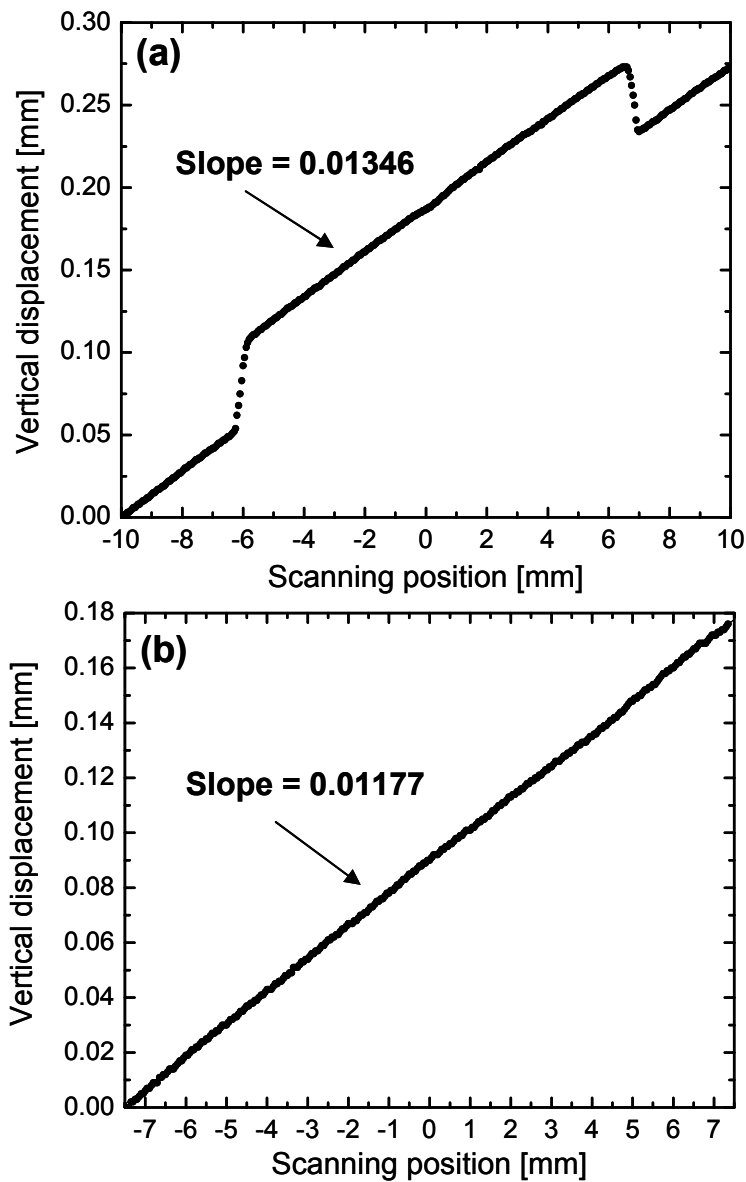 (a)
Slope = 0.01346
Vertical displacement [mm]
0.30
0.25
0.20
0.15
0.10
0.05
0.00
-10 -8 -6 -4 -2 0 2 4 6 8 10
Scanning position [mm]
(b)
Slope = 0.01177
Vertical displacement [mm]
0.18
0.16
0.14
0.12
0.10
0.08
0.06
0.04
0.02
0.00
-7 -6 -5 -4 -3 -2 -1 0 1 2 3 4 5 6 7
Scanning position [mm]